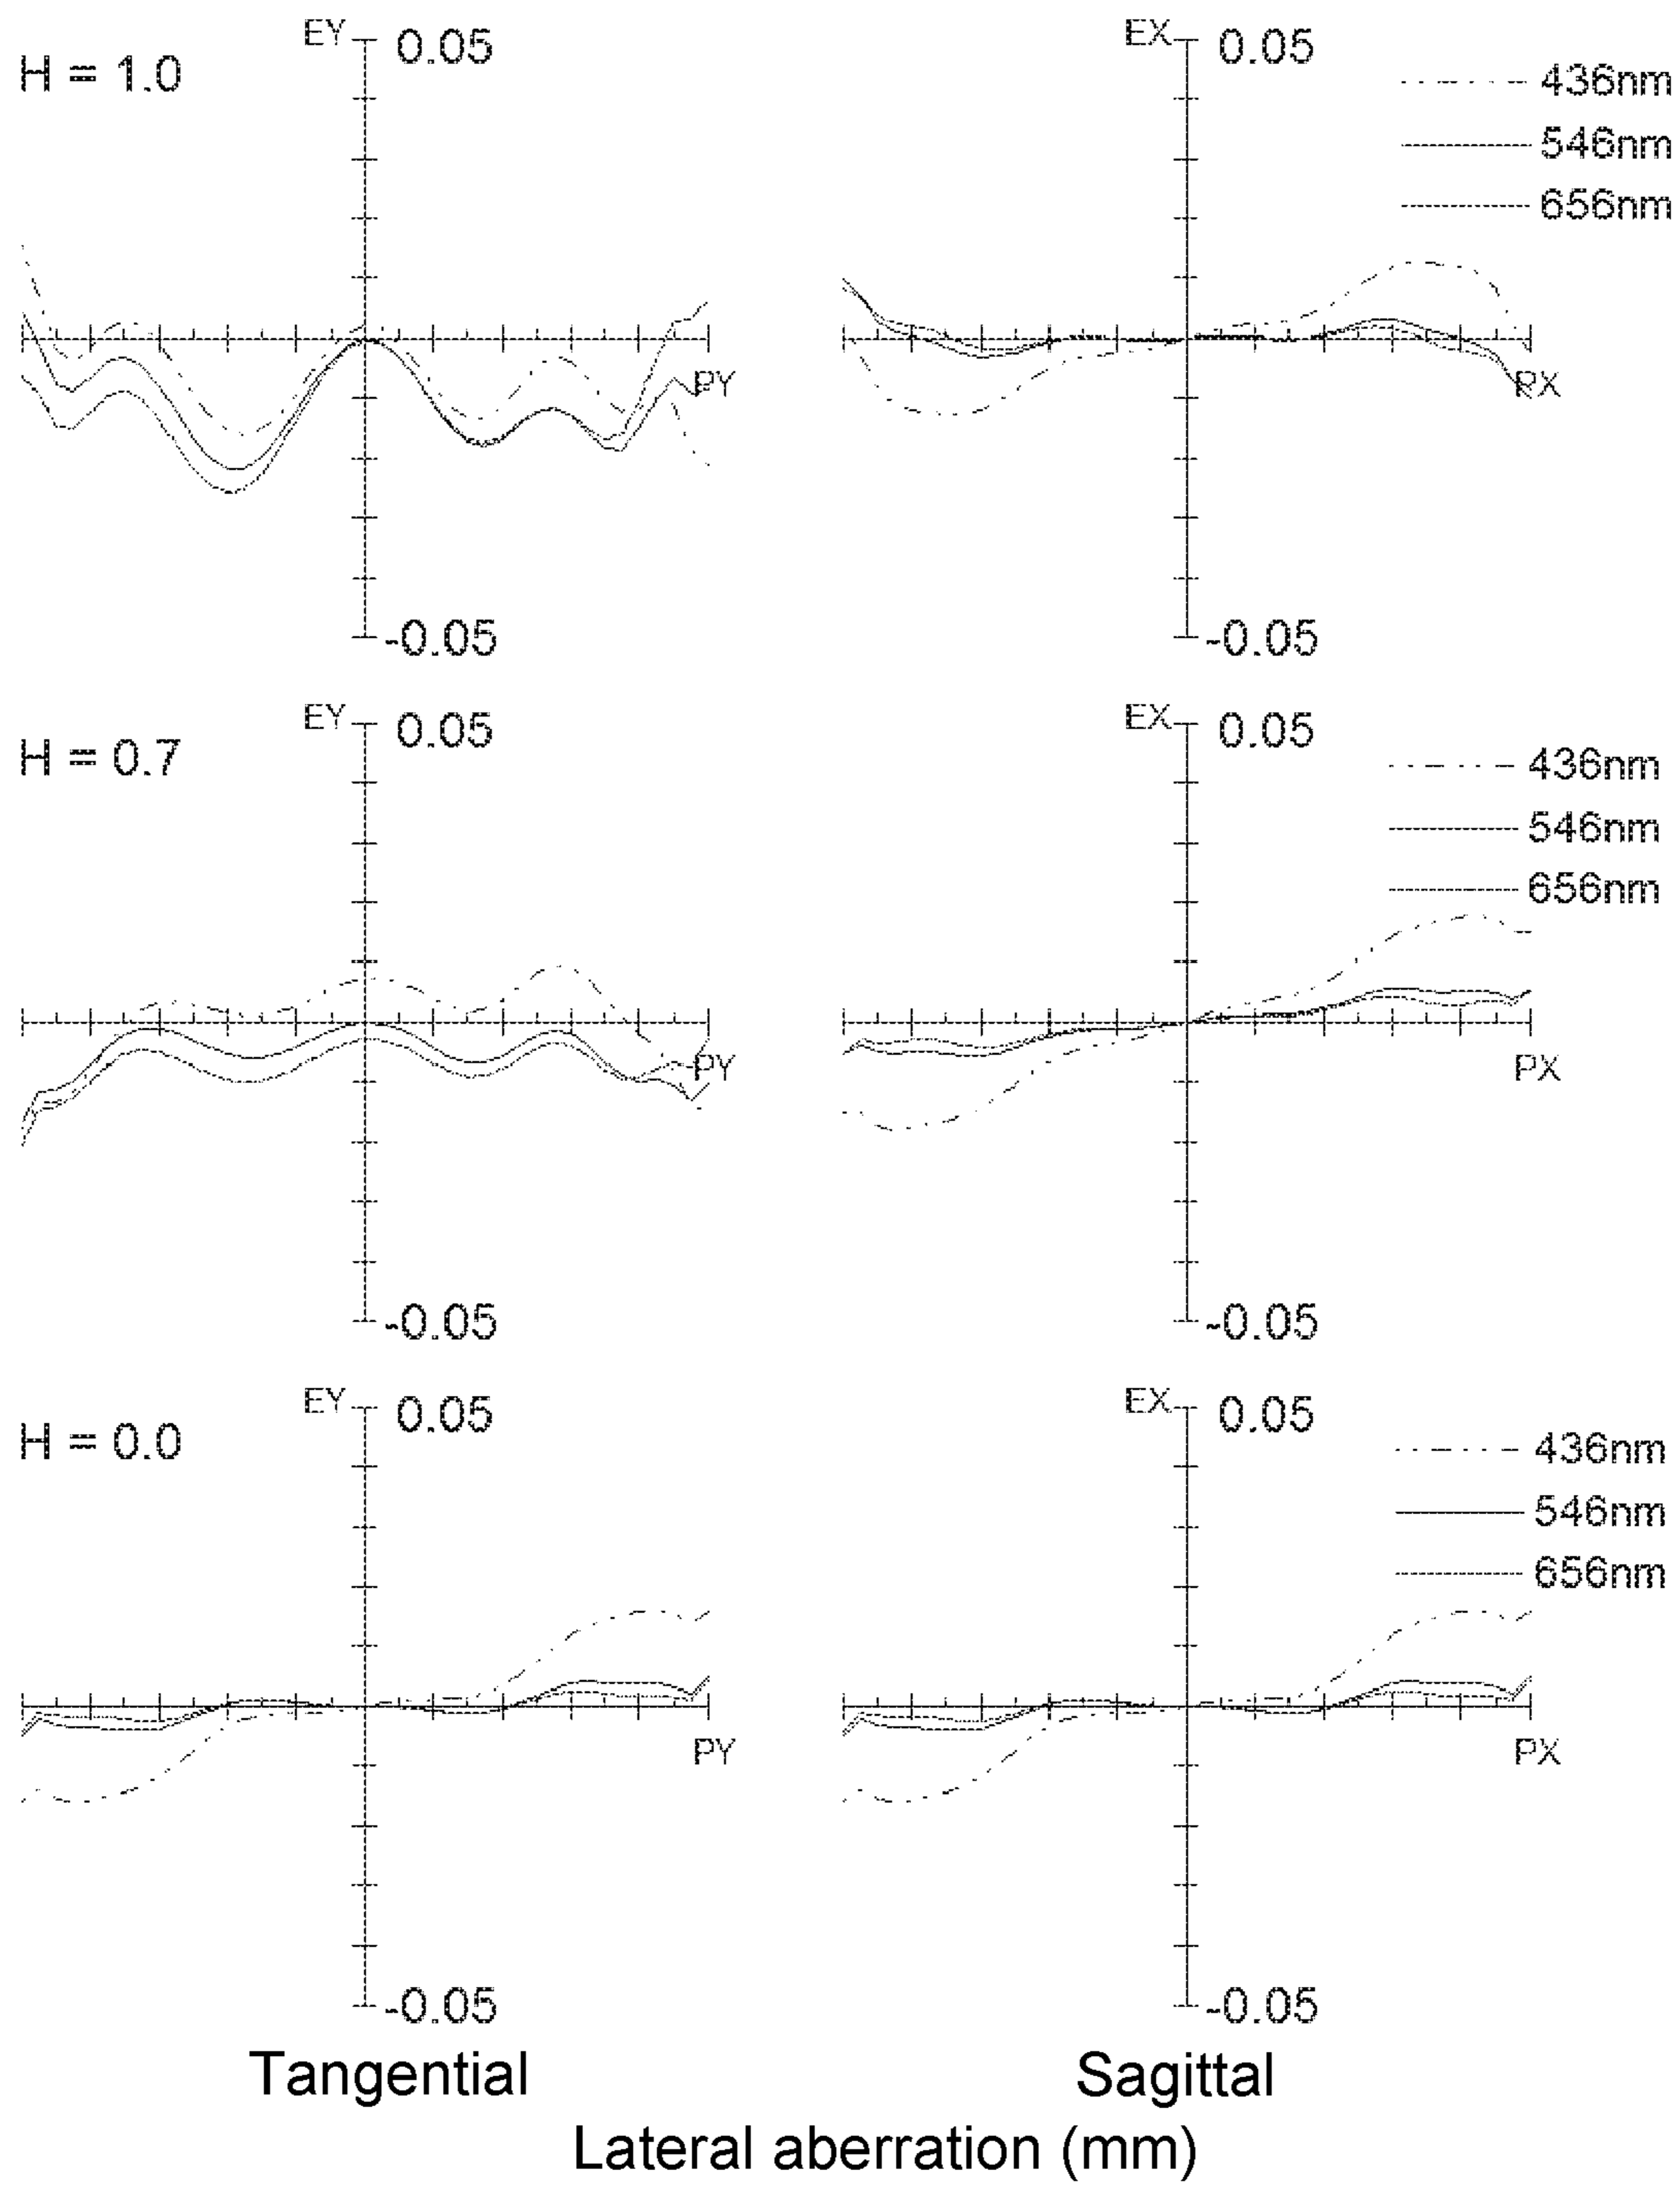 EY 0.05 EX 0.05
H = 1.0
436nm
546nm
656nm
PY PX
-0.05 -0.05
EY 0.05 EX 0.05
H = 0.7
436nm
546nm
656nm
PY PX
-0.05 -0.05
EY 0.05 EX 0.05
H = 0.0
436nm
546nm
656nm
PY PX
-0.05 -0.05
Tangential Sagittal
Lateral aberration (mm)